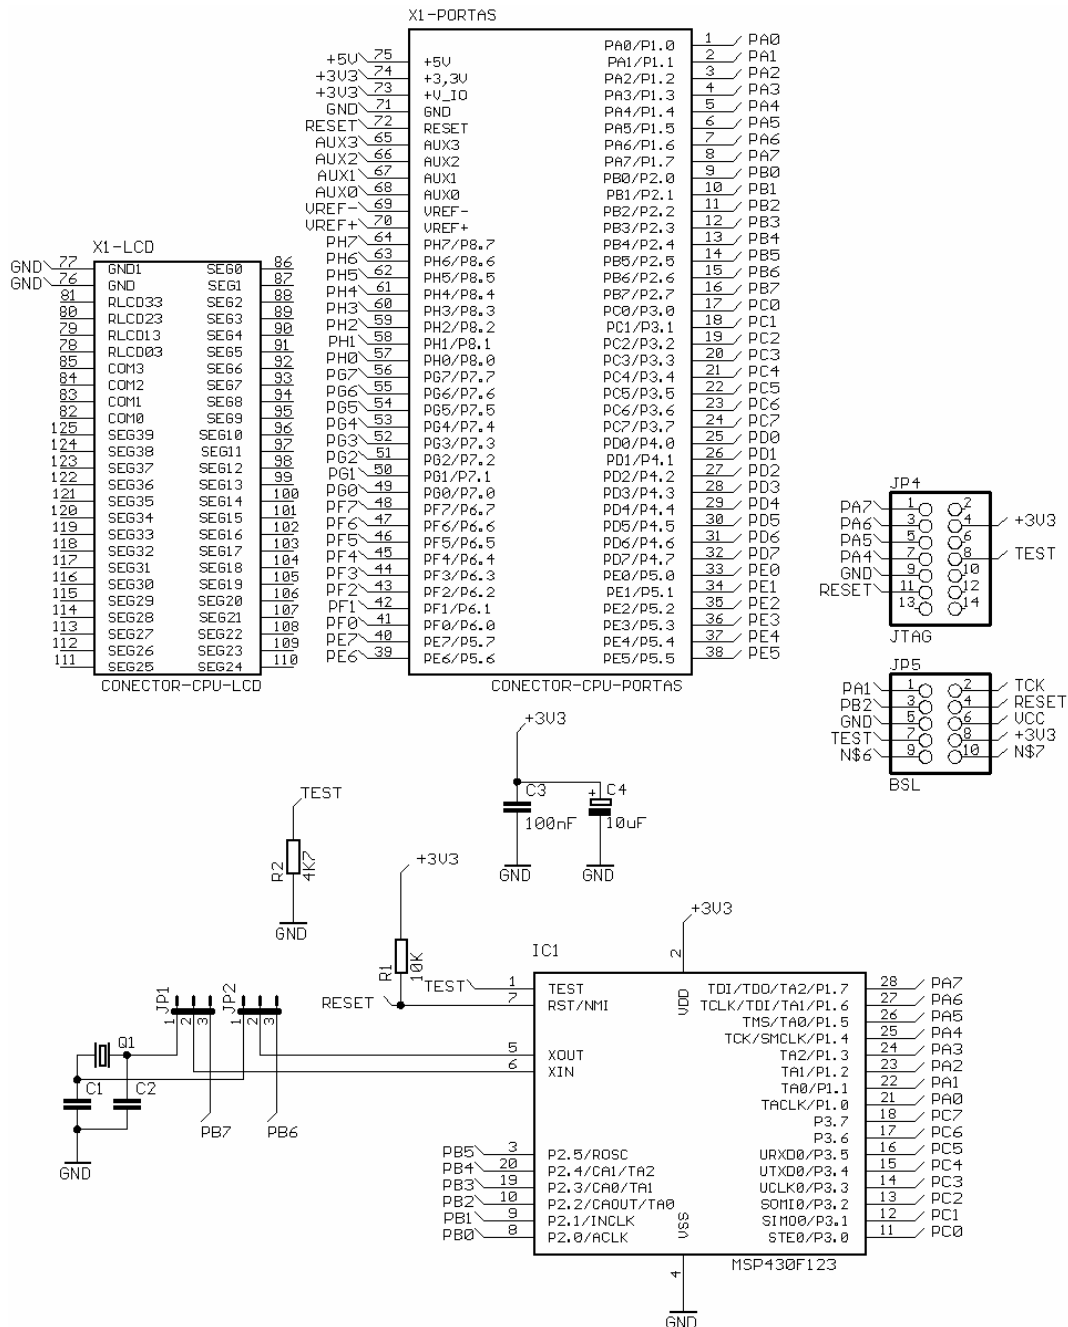 X1-PORTAS
PA0/P1.0 1 PA0
+5V 75 +5V PA1/P1.1 2 PA1
+3V3 74 +3,3V PA2/P1.2 3 PA2
+3V3 73 +V_IO PA3/P1.3 4 PA3
GND 71 GND PA4/P1.4 5 PA4
RESET 72 RESET PA5/P1.5 6 PA5
AUX3 65 AUX3 PA6/P1.6 7 PA6
AUX2 66 AUX2 PA7/P1.7 8 PA7
AUX1 67 AUX1 PB0/P2.0 9 PB0
AUX0 68 AUX0 PB1/P2.1 10 PB1
VREF- 69 VREF- PB2/P2.2 11 PB2
VREF+ 70 VREF+ PB3/P2.3 12 PB3
PH7 64 PH7/P8.7 PB4/P2.4 13 PB4
PH6 63 PH6/P8.6 PB5/P2.5 14 PB5
PH5 62 PH5/P8.5 PB6/P2.6 15 PB6
PH4 61 PH4/P8.4 PB7/P2.7 16 PB7
PH3 60 PH3/P8.3 PC0/P3.0 17 PC0
PH2 59 PH2/P8.2 PC1/P3.1 18 PC1
PH1 58 PH1/P8.1 PC2/P3.2 19 PC2
PH0 57 PH0/P8.0 PC3/P3.3 20 PC3
PG7 56 PG7/P7.7 PC4/P3.4 21 PC4
PG6 55 PG6/P7.6 PC5/P3.5 22 PC5
PG5 54 PG5/P7.5 PC6/P3.6 23 PC6
PG4 53 PG4/P7.4 PC7/P3.7 24 PC7
PG3 52 PG3/P7.3 PD0/P4.0 25 PD0
PG2 51 PG2/P7.2 PD1/P4.1 26 PD1
PG1 50 PG1/P7.1 PD2/P4.2 27 PD2
PG0 49 PG0/P7.0 PD3/P4.3 28 PD3
PF7 48 PF7/P6.7 PD4/P4.4 29 PD4
PF6 47 PF6/P6.6 PD5/P4.5 30 PD5
PF5 46 PF5/P6.5 PD6/P4.6 31 PD6
PF4 45 PF4/P6.4 PD7/P4.7 32 PD7
PF3 44 PF3/P6.3 PE0/P5.0 33 PE0
PF2 43 PF2/P6.2 PE1/P5.1 34 PE1
PF1 42 PF1/P6.1 PE2/P5.2 35 PE2
PF0 41 PF0/P6.0 PE3/P5.3 36 PE3
PE7 40 PE7/P5.7 PE4/P5.4 37 PE4
PE6 39 PE6/P5.6 PE5/P5.5 38 PE5
CONECTOR-CPU-PORTAS
X1-LCD
GND 77 GND1 SEG0 86
GND 76 GND SEG1 87
81 RLCD33 SEG2 88
80 RLCD23 SEG3 89
79 RLCD13 SEG4 90
78 RLCD03 SEG5 91
85 COM3 SEG6 92
84 COM2 SEG7 93
83 COM1 SEG8 94
82 COM0 SEG9 95
125 SEG39 SEG10 96
124 SEG38 SEG11 97
123 SEG37 SEG12 98
122 SEG36 SEG13 99
121 SEG35 SEG14 100
120 SEG34 SEG15 101
119 SEG33 SEG16 102
118 SEG32 SEG17 103
117 SEG31 SEG18 104
116 SEG30 SEG19 105
115 SEG29 SEG20 106
114 SEG28 SEG21 107
113 SEG27 SEG22 108
112 SEG26 SEG23 109
111 SEG25 SEG24 110
CONECTOR-CPU-LCD
JP4
PA7 1 2
PA6 3 4 +3V3
PA5 5 6
PA4 7 8 TEST
GND 9 10
RESET 11 12
13 14
JTAG
JP5
PA1 1 2 TCK
PB2 3 4 RESET
GND 5 6 VCC
TEST 7 8 +3V3
N$6 9 10 N$7
BSL
+3V3
C3
100nF
+ C4
10uF
GND GND
TEST
R2
4K7
GND
+3V3
R1
10K
RESET
+3V3
2
IC1
VDD
TEST 1 TEST TDI/TDO/TA2/P1.7 28 PA7
7 RST/NMI TCLK/TDI/TA1/P1.6 27 PA6
TMS/TA0/P1.5 26 PA5
TCK/SMCLK/P1.4 25 PA4
5 XOUT TA2/P1.3 24 PA3
6 XIN TA1/P1.2 23 PA2
TA0/P1.1 22 PA1
TACLK/P1.0 21 PA0
P3.7 18 PC7
P3.6 17 PC6
PB5 3 P2.5/ROSC URXD0/P3.5 16 PC5
PB4 20 P2.4/CA1/TA2 UTXD0/P3.4 15 PC4
PB3 19 P2.3/CA0/TA1 UCLK0/P3.3 14 PC3
PB2 10 P2.2/CAOUT/TA0 SOMI0/P3.2 13 PC2
PB1 9 P2.1/INCLK SIMO0/P3.1 12 PC1
PB0 8 P2.0/ACLK STE0/P3.0 11 PC0
VSS
MSP430F123
4
GND
JP1
1 2 3
JP2
1 2 3
Q1
C1 C2
PB7 PB6
GND